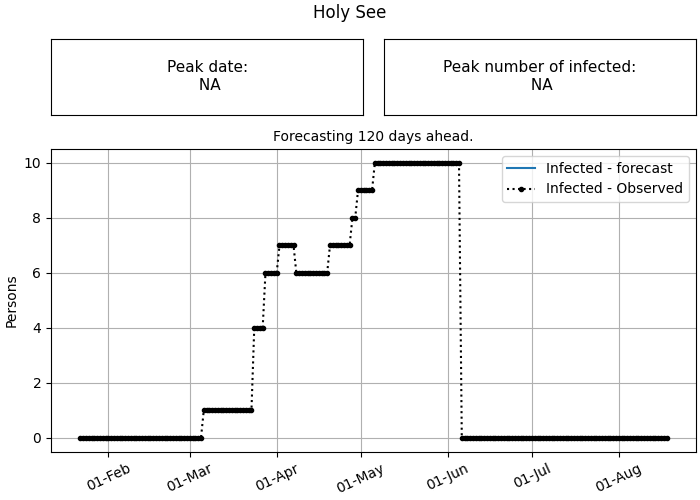 Holy See
Peak date:
NA
Peak number of infected:
NA
Forecasting 120 days ahead.
Infected - forecast
Infected - Observed
Persons
10
8
6
4
2
0
01-Feb
01-Mar
01-Apr
01-May
01-Jun
01-Jul
01-Aug